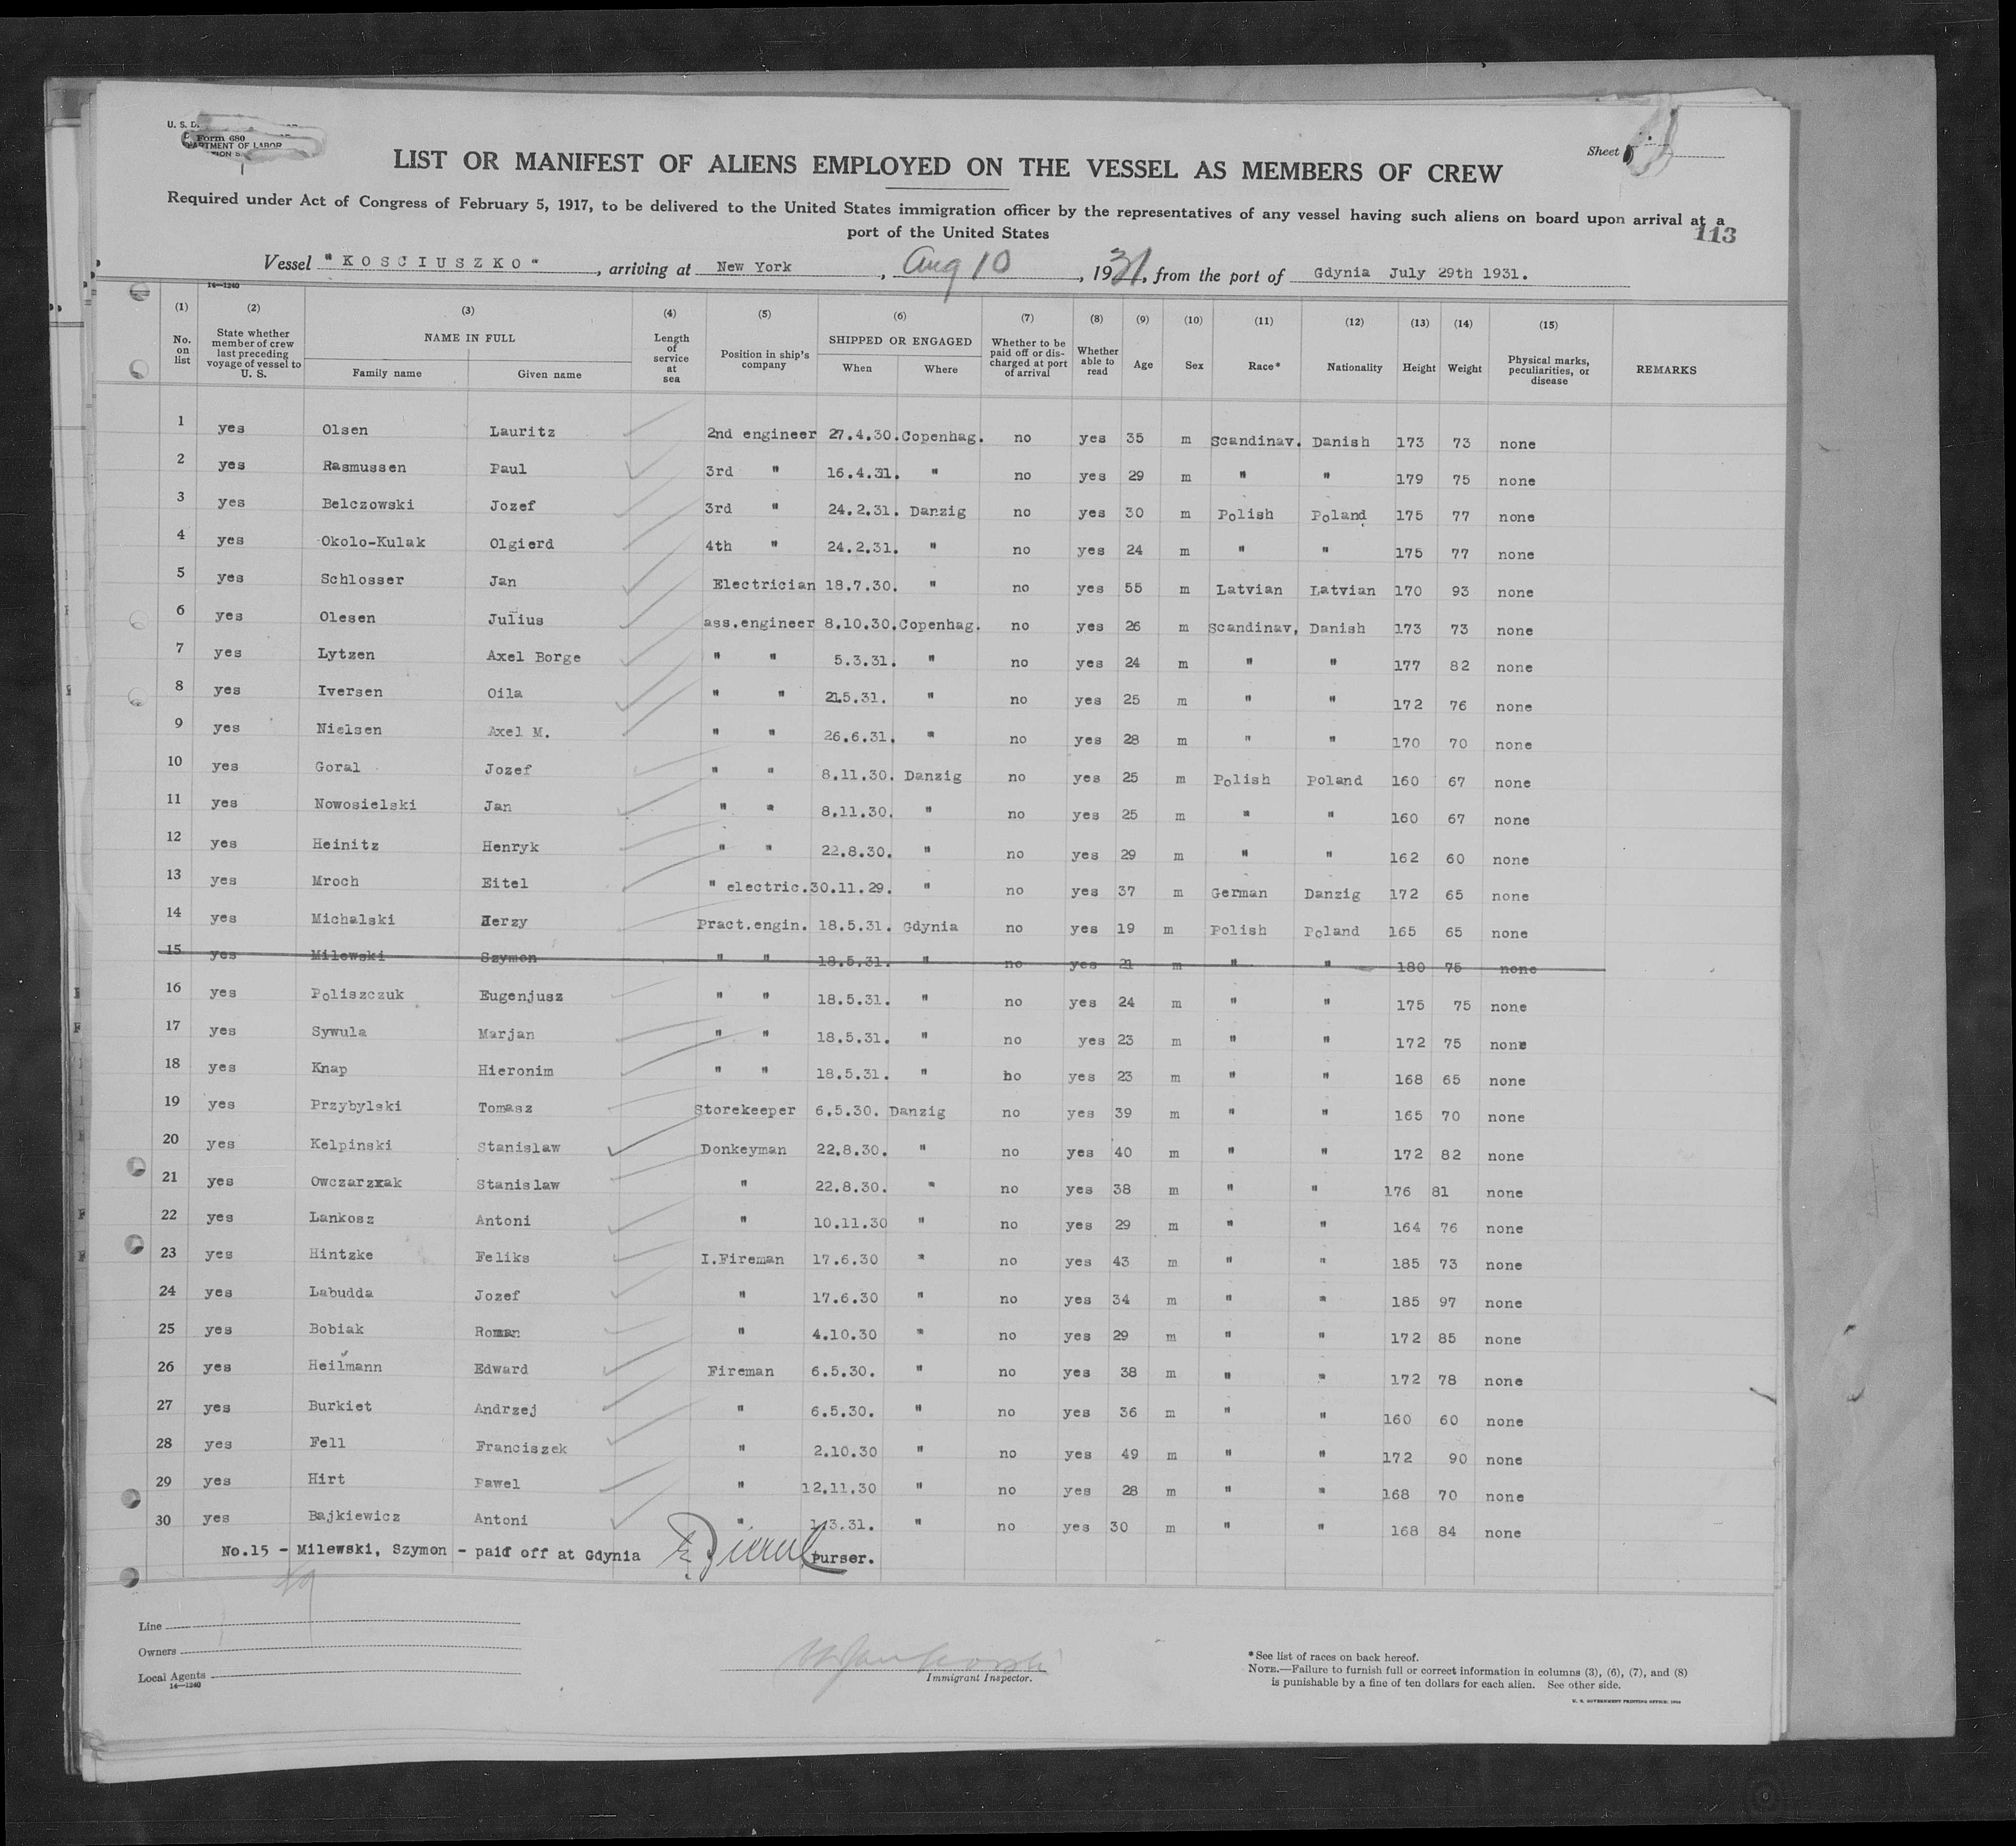 U. S. D.
Form 680
DEPARTMENT OF LABOR
Sheet
LIST OR MANIFEST OF ALIENS EMPLOYED ON THE VESSEL AS MEMBERS OF CREW
Required under Act of Congress of February 5, 1917, to be delivered to the United States immigration officer by the representatives of any vessel having such aliens on board upon arrival at a
port of the United States
113
Vessel "KOSCIUSZKO", arriving at New York, Aug 10, 1931, from the port of Gdynia July 29th 1931.
14—1240
(1) (2) (3) (4) (5) (6) (7) (8) (9) (10) (11) (12) (13) (14) (15)
No. on list State whether member of crew last preceding voyage of vessel to U. S. NAME IN FULL Family name Given name Length of service at sea Position in ship's company SHIPPED OR ENGAGED When Where Whether to be paid off or discharged at port of arrival Whether able to read Age Sex Race* Nationality Height Weight Physical marks, peculiarities, or disease REMARKS
1 yes Olsen Lauritz 2nd engineer 27.4.30. Copenhag. no yes 35 m Scandinav. Danish 173 73 none
2 yes Rasmussen Paul 3rd " 16.4.31. " no yes 29 m " " 179 75 none
3 yes Belczowski Jozef 3rd " 24.2.31. Danzig no yes 30 m Polish Poland 175 77 none
4 yes Okolo-Kulak Olgierd 4th " 24.2.31. " no yes 24 m " " 175 77 none
5 yes Schlosser Jan Electrician 18.7.30. " no yes 55 m Latvian Latvian 170 93 none
6 yes Olesen Julius ass.engineer 8.10.30. Copenhag. no yes 26 m Scandinav, Danish 173 73 none
7 yes Lytzen Axel Borge " " 5.3.31. " no yes 24 m " " 177 82 none
8 yes Iversen Oila " " 21.5.31. " no yes 25 m " " 172 76 none
9 yes Nielsen Axel M. " " 26.6.31. " no yes 28 m " " 170 70 none
10 yes Goral Jozef " " 8.11.30. Danzig no yes 25 m Polish Poland 160 67 none
11 yes Nowosielski Jan " " 8.11.30. " no yes 25 m " " 160 67 none
12 yes Heinitz Henryk " " 22.8.30. " no yes 29 m " " 162 60 none
13 yes Mroch Eitel " electric. 30.11.29. " no yes 37 m German Danzig 172 65 none
14 yes Michalski Jerzy Pract.engin. 18.5.31. Gdynia no yes 19 m Polish Poland 165 65 none
15 yes Milewski Szymon " " 18.5.31. " no yes 21 m " " 180 75 none
16 yes Poliszczuk Eugenjusz " " 18.5.31. " no yes 24 m " " 175 75 none
17 yes Sywula Marjan " " 18.5.31. " no yes 23 m " " 172 75 none
18 yes Knap Hieronim " " 18.5.31. " ho yes 23 m " " 168 65 none
19 yes Przybylski Tomasz Storekeeper 6.5.30. Danzig no yes 39 m " " 165 70 none
20 yes Kelpinski Stanislaw Donkeyman 22.8.30. " no yes 40 m " " 172 82 none
21 yes Owczarzxak Stanislaw " 22.8.30. " no yes 38 m " " 176 81 none
22 yes Lankosz Antoni " 10.11.30 " no yes 29 m " " 164 76 none
23 yes Hintzke Feliks I.Fireman 17.6.30 " no yes 43 m " " 185 73 none
24 yes Labudda Jozef " 17.6.30 " no yes 34 m " " 185 97 none
25 yes Bobiak Roman " 4.10.30 " no yes 29 m " " 172 85 none
26 yes Heilmann Edward Fireman 6.5.30. " no yes 38 m " " 172 78 none
27 yes Burkiet Andrzej " 6.5.30. " no yes 36 m " " 160 60 none
28 yes Fell Franciszek " 2.10.30 " no yes 49 m " " 172 90 none
29 yes Hirt Pawel " 12.11.30 " no yes 28 m " " 168 70 none
30 yes Bajkiewicz Antoni " 1.3.31. " no yes 30 m " " 168 84 none
No.15 - Milewski, Szymon - paid off at Gdynia purser.
Line
Owners
Local Agents
14—1240
Immigrant Inspector.
*See list of races on back hereof.
NOTE.—Failure to furnish full or correct information in columns (3), (6), (7), and (8)
is punishable by a fine of ten dollars for each alien. See other side.
U. S. GOVERNMENT PRINTING OFFICE: